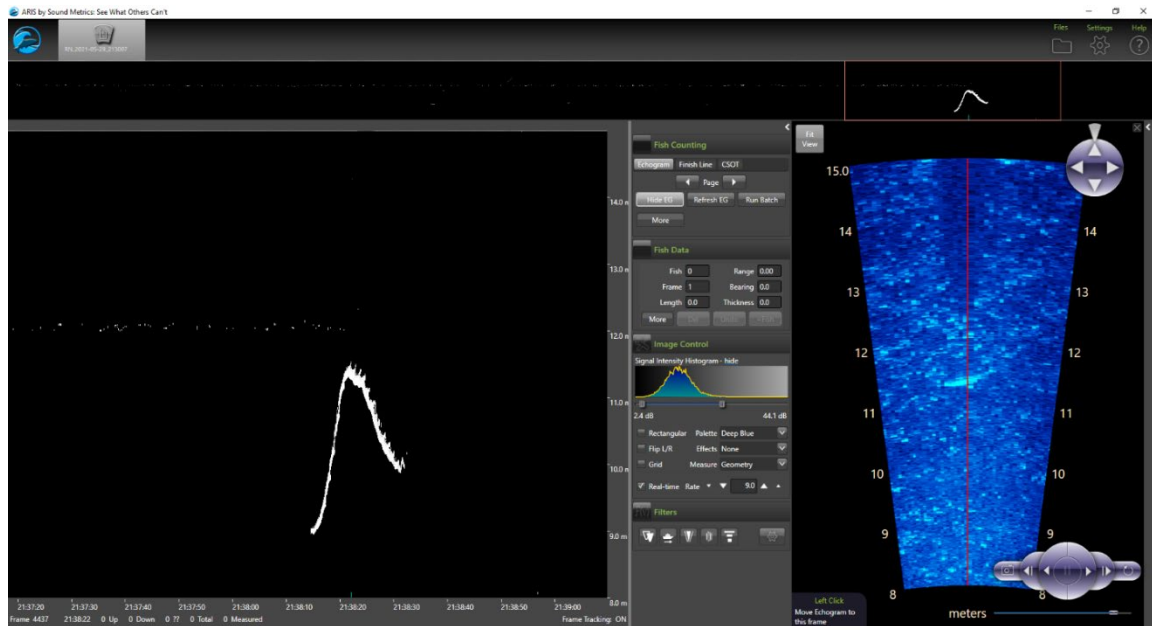 ARIS by Sound Metrics: See What Others Can't
Files Settings Help
RN_2021-05-29_213007
Fish Counting
Echogram Finish Line CSOT
Page
Hide EG Refresh EG Run Batch
More
Fish Data
Fish 0 Range 0.00
Frame 1 Bearing 0.0
Length 0.0 Thickness 0.0
More
Image Control
Signal Intensity Histogram - hide
2.4 dB 44.1 dB
Rectangular Palette Deep Blue
Flip L/R Effects None
Grid Measure Geometry
Real-time Rate 9.0
Filters
14.0 m
13.0 m
12.0 m
11.0 m
10.0 m
9.0 m
8.0 m
21:37:20 21:37:30 21:37:40 21:37:50 21:38:00 21:38:10 21:38:20 21:38:30 21:38:40 21:38:50 21:39:00
Frame 4437 21:38:22 0 Up 0 Down 0 ?? 0 Total 0 Measured Frame Tracking: ON
Fit
View
15.0
14 14
13 13
12 12
11 11
10 10
9 9
8 8
Left Click
Move Echogram to
this frame
meters